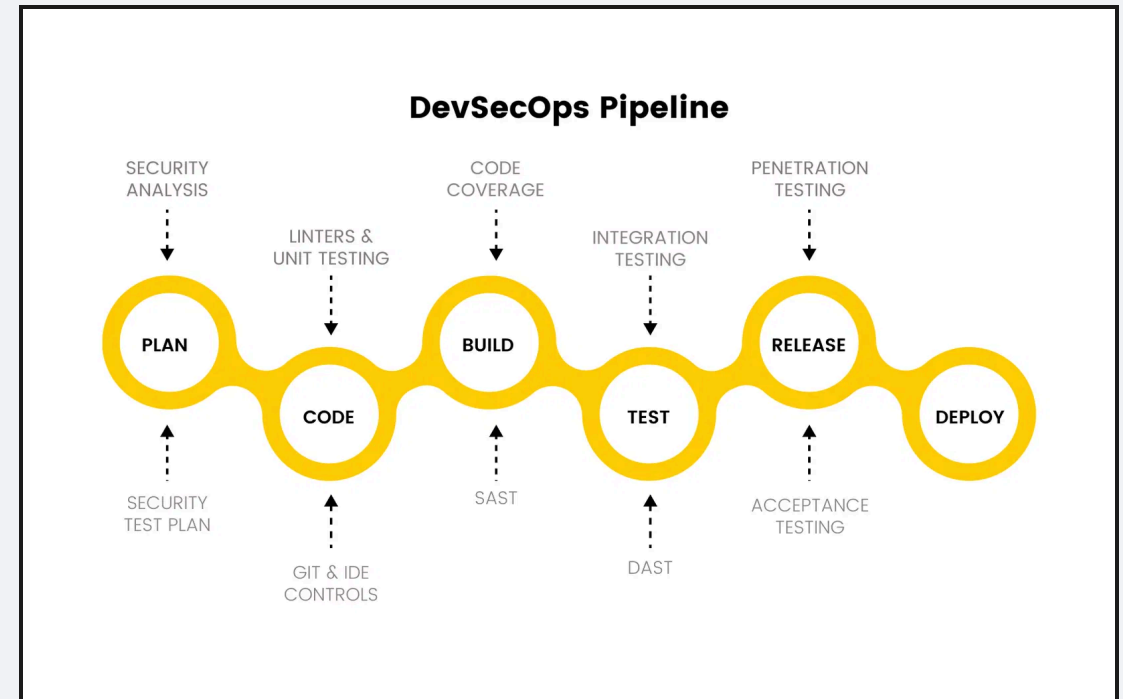 DevSecOps Pipeline
SECURITY
ANALYSIS
CODE
COVERAGE
PENETRATION
TESTING
LINTERS &
UNIT TESTING
INTEGRATION
TESTING
PLAN
BUILD
RELEASE
CODE
TEST
DEPLOY
SECURITY
TEST PLAN
SAST
ACCEPTANCE
TESTING
GIT & IDE
CONTROLS
DAST